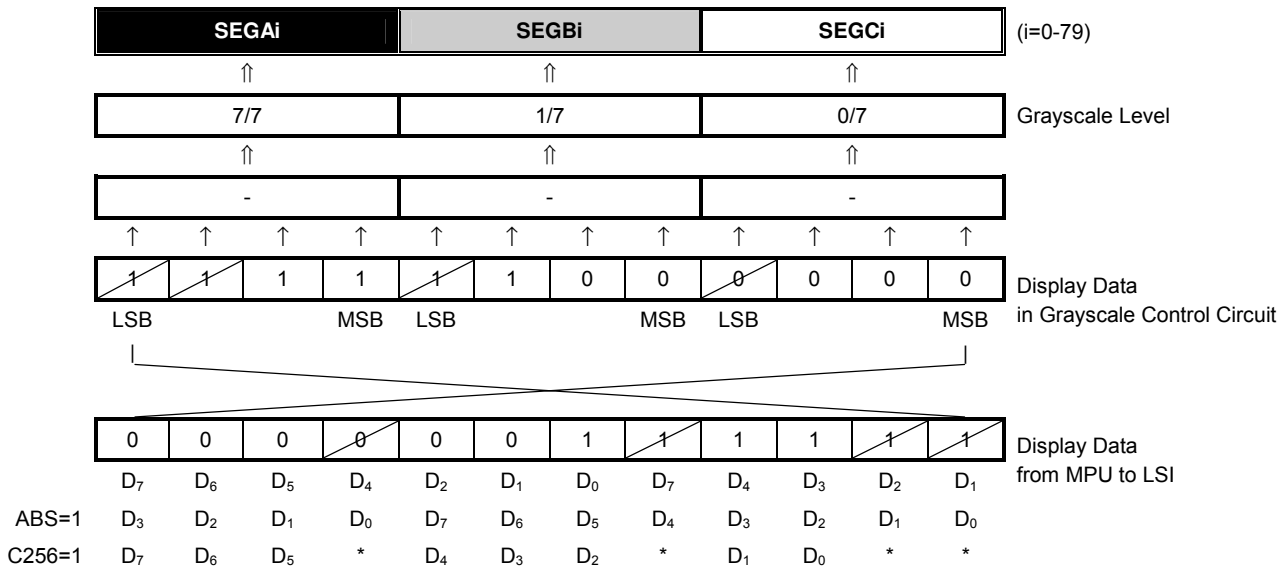 SEGAi SEGBi SEGCi (i=0-79)
⇑ ⇑ ⇑
7/7 1/7 0/7 Grayscale Level
⇑ ⇑ ⇑
- - -
↑ ↑ ↑ ↑ ↑ ↑ ↑ ↑ ↑ ↑ ↑ ↑
1 1 1 1 1 1 0 0 0 0 0 0 Display Data
in Grayscale Control Circuit
LSB MSB LSB MSB LSB MSB
0 0 0 0 0 0 1 1 1 1 1 1 Display Data
from MPU to LSI
D₇ D₆ D₅ D₄ D₂ D₁ D₀ D₇ D₄ D₃ D₂ D₁
ABS=1 D₃ D₂ D₁ D₀ D₇ D₆ D₅ D₄ D₃ D₂ D₁ D₀
C256=1 D₇ D₆ D₅ * D₄ D₃ D₂ * D₁ D₀ * *